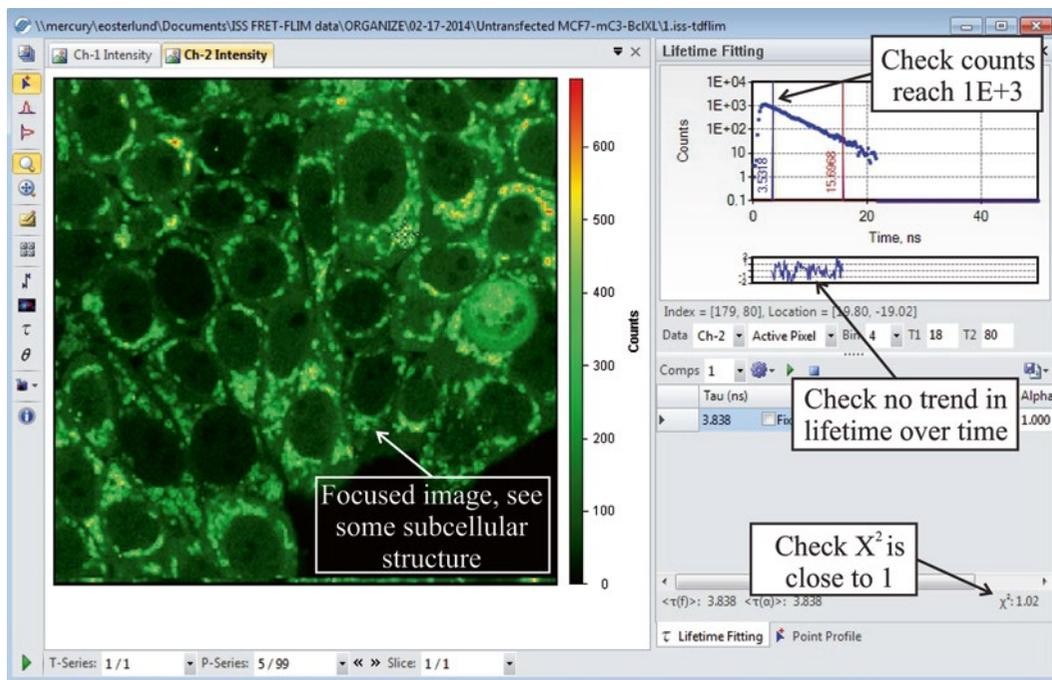 \\mercury\eosterlund\Documents\ISS FRET-FLIM data\ORGANIZE\02-17-2014\Untransfected MCF7-mC3-BclXL\1.iss-tdflim
Ch-1 Intensity
Ch-2 Intensity
600
500
400
300
200
100
0
Counts
Focused image, see
some subcellular
structure
T-Series: 1/1
P-Series: 5/99
Slice: 1/1
Lifetime Fitting
Check counts
reach 1E+3
1E+04
1E+03
1E+02
10
1
0.1
Counts
3.5318
15.6968
0
20
40
Time, ns
2
1
-1
-2
Index = [179, 80], Location = [19.80, -19.02]
Data Ch-2 Active Pixel Bin 4 T1 18 T2 80
Comps 1
Tau (ns)
Alpha
3.838
Fix
1.000
Check no trend in
lifetime over time
Check X² is
close to 1
<τ(f)>: 3.838 <τ(α)>: 3.838
χ²: 1.02
τ Lifetime Fitting
Point Profile
τ
θ